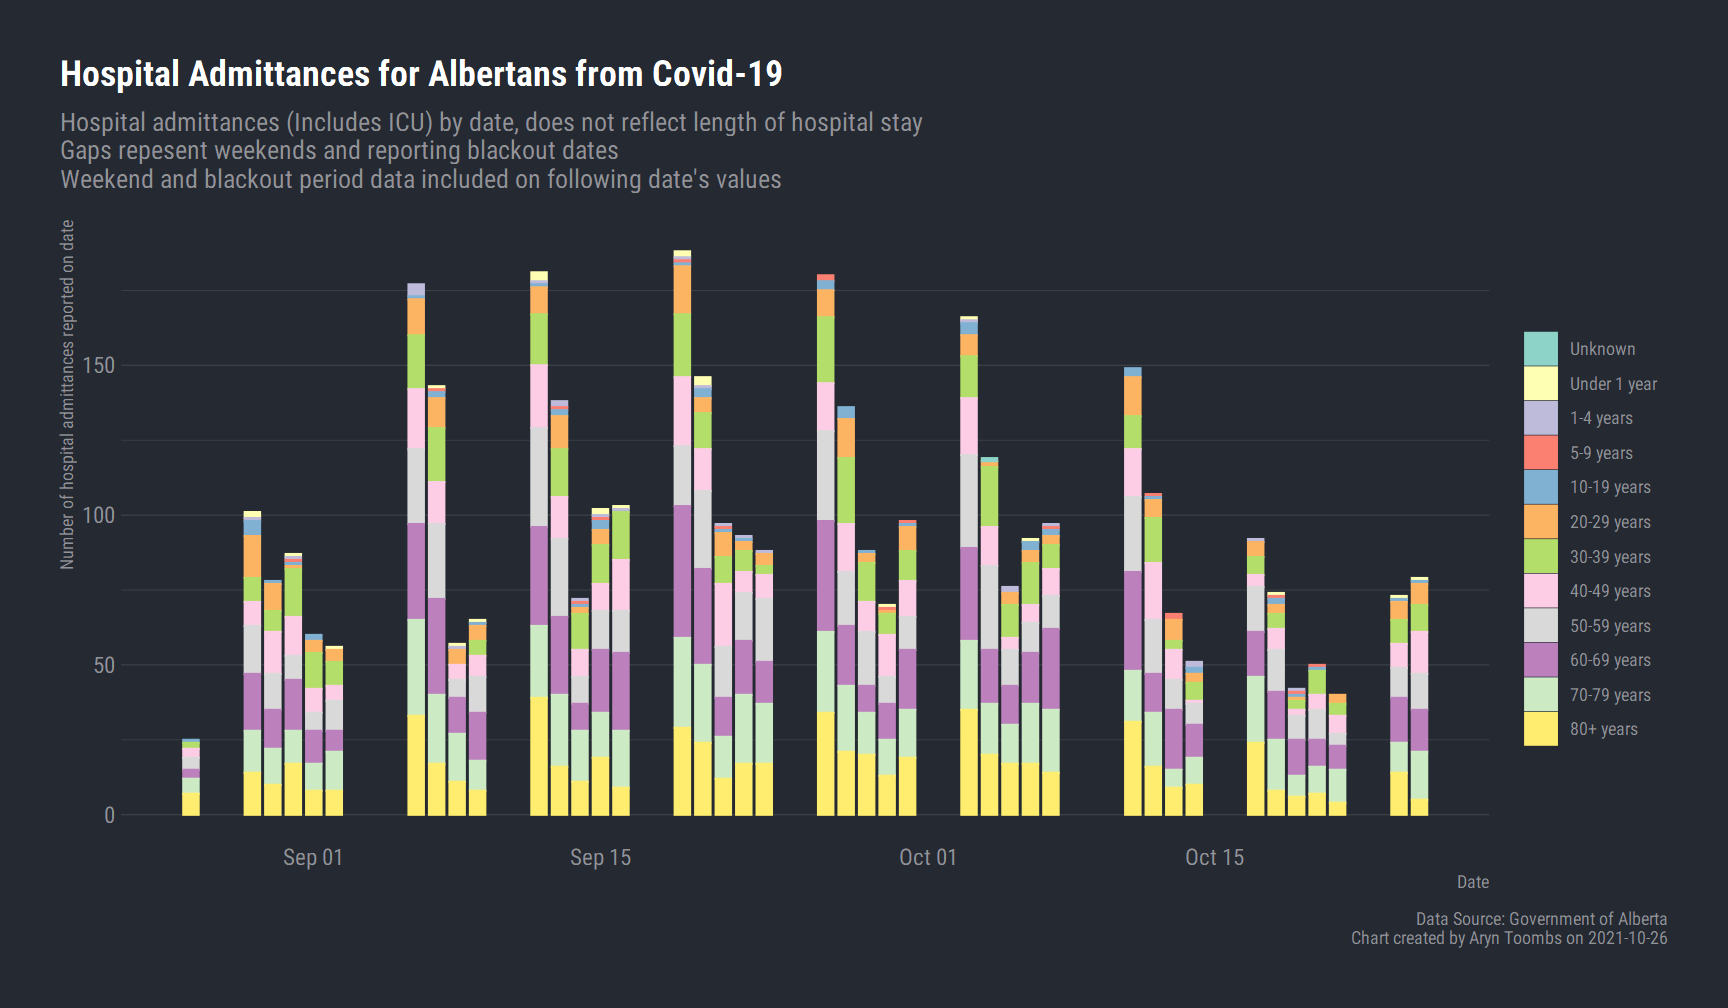 Hospital Admittances for Albertans from Covid-19
Hospital admittances (Includes ICU) by date, does not reflect length of hospital stay
Gaps repesent weekends and reporting blackout dates
Weekend and blackout period data included on following date's values
Number of hospital admittances reported on date
150
100
50
0
Sep 01
Sep 15
Oct 01
Oct 15
Date
Unknown
Under 1 year
1-4 years
5-9 years
10-19 years
20-29 years
30-39 years
40-49 years
50-59 years
60-69 years
70-79 years
80+ years
Data Source: Government of Alberta
Chart created by Aryn Toombs on 2021-10-26